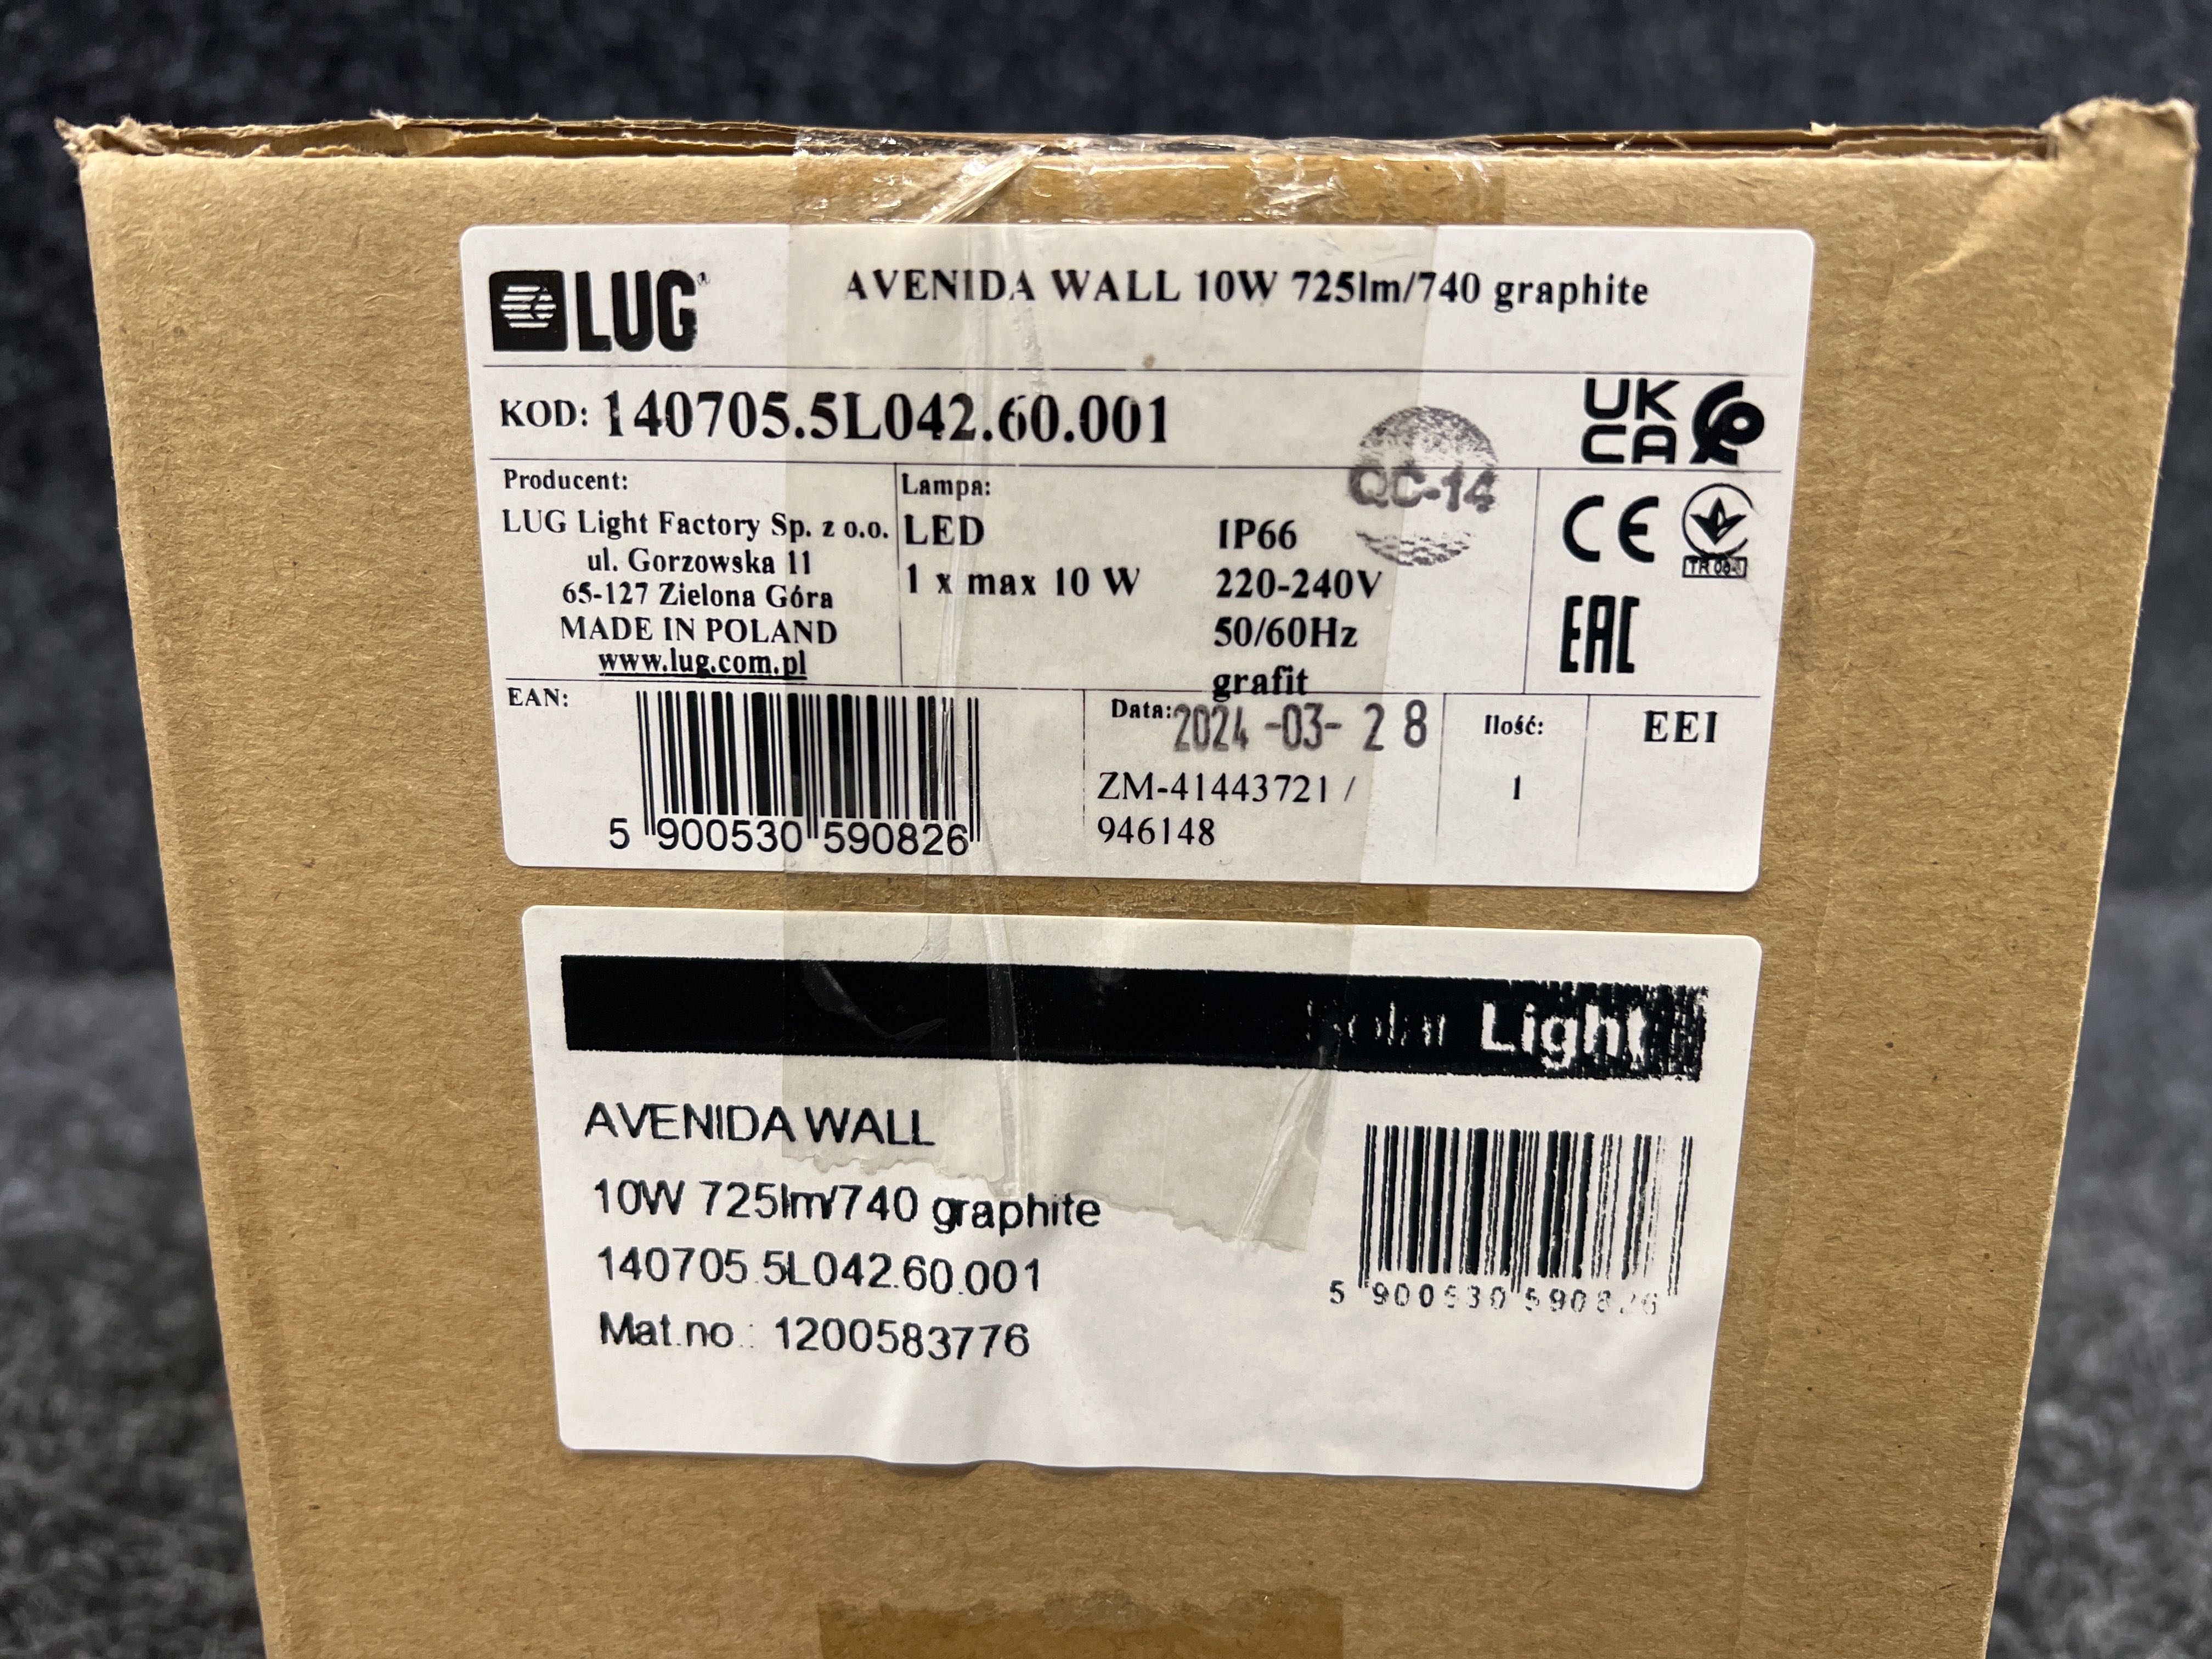 LUG
AVENIDA WALL 10W 725lm/740 graphite
KOD: 140705.5L042.60.001
UK
CA
QC-14
Producent:
LUG Light Factory Sp. z o.o.
ul. Gorzowska 11
65-127 Zielona Góra
MADE IN POLAND
www.lug.com.pl
Lampa:
LED
1 x max 10 W
IP66
220-240V
50/60Hz
grafit
CE
EAC
EAN:
5 900530 590826
Data: 2024-03-28
ZM-41443721 /
946148
Ilość:
1
EEI
Solar Light
AVENIDA WALL
10W 725lm/740 graphite
140705.5L042.60.001
Mat.no.: 1200583776
5 900530 590826